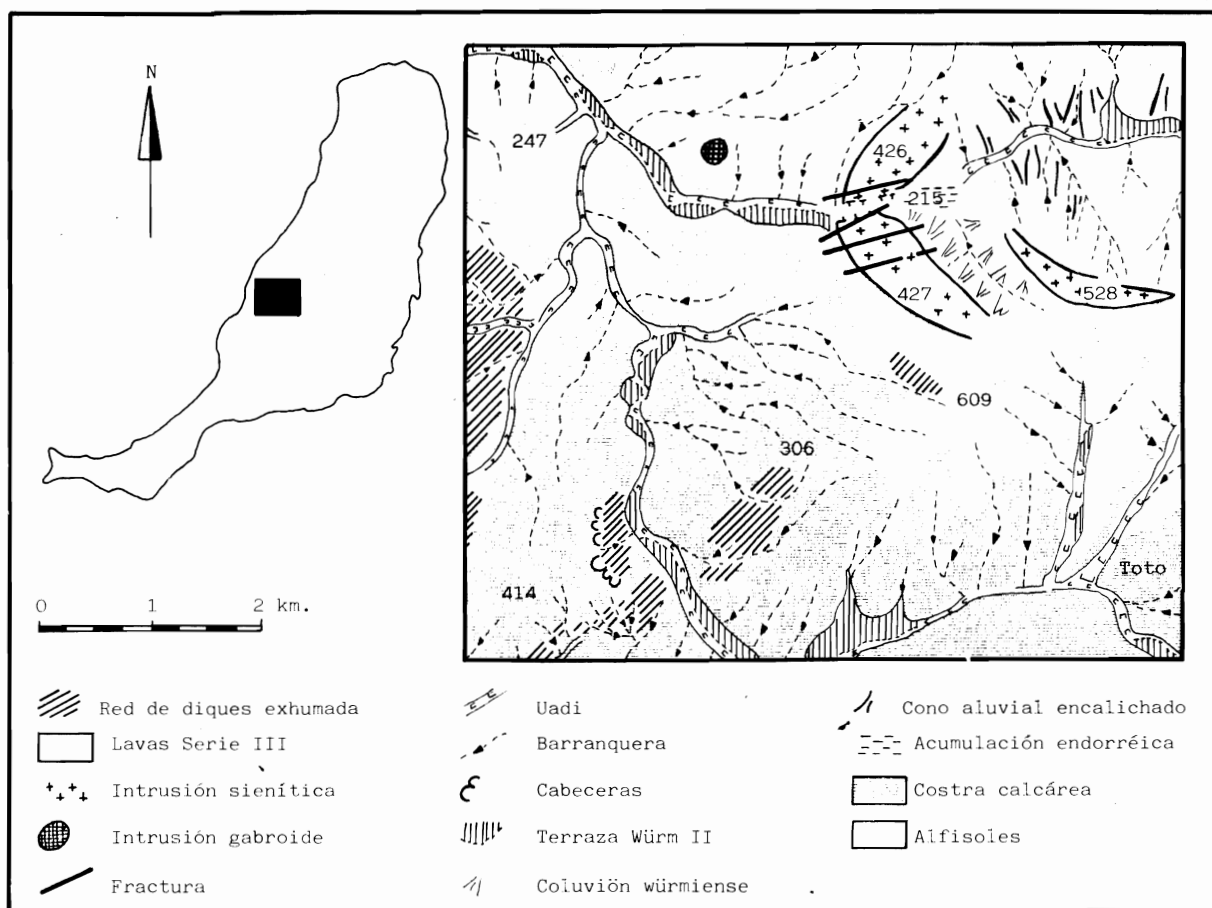 N
0 1 2 km.
247
426
215
427
528
609
306
414
Toto
Red de diques exhumada
Lavas Serie III
Intrusión sienítica
Intrusión gabroide
Fractura
Uadi
Barranquera
Cabeceras
Terraza Würm II
Coluvión würmiense
Cono aluvial encalichado
Acumulación endorréica
Costra calcárea
Alfisoles